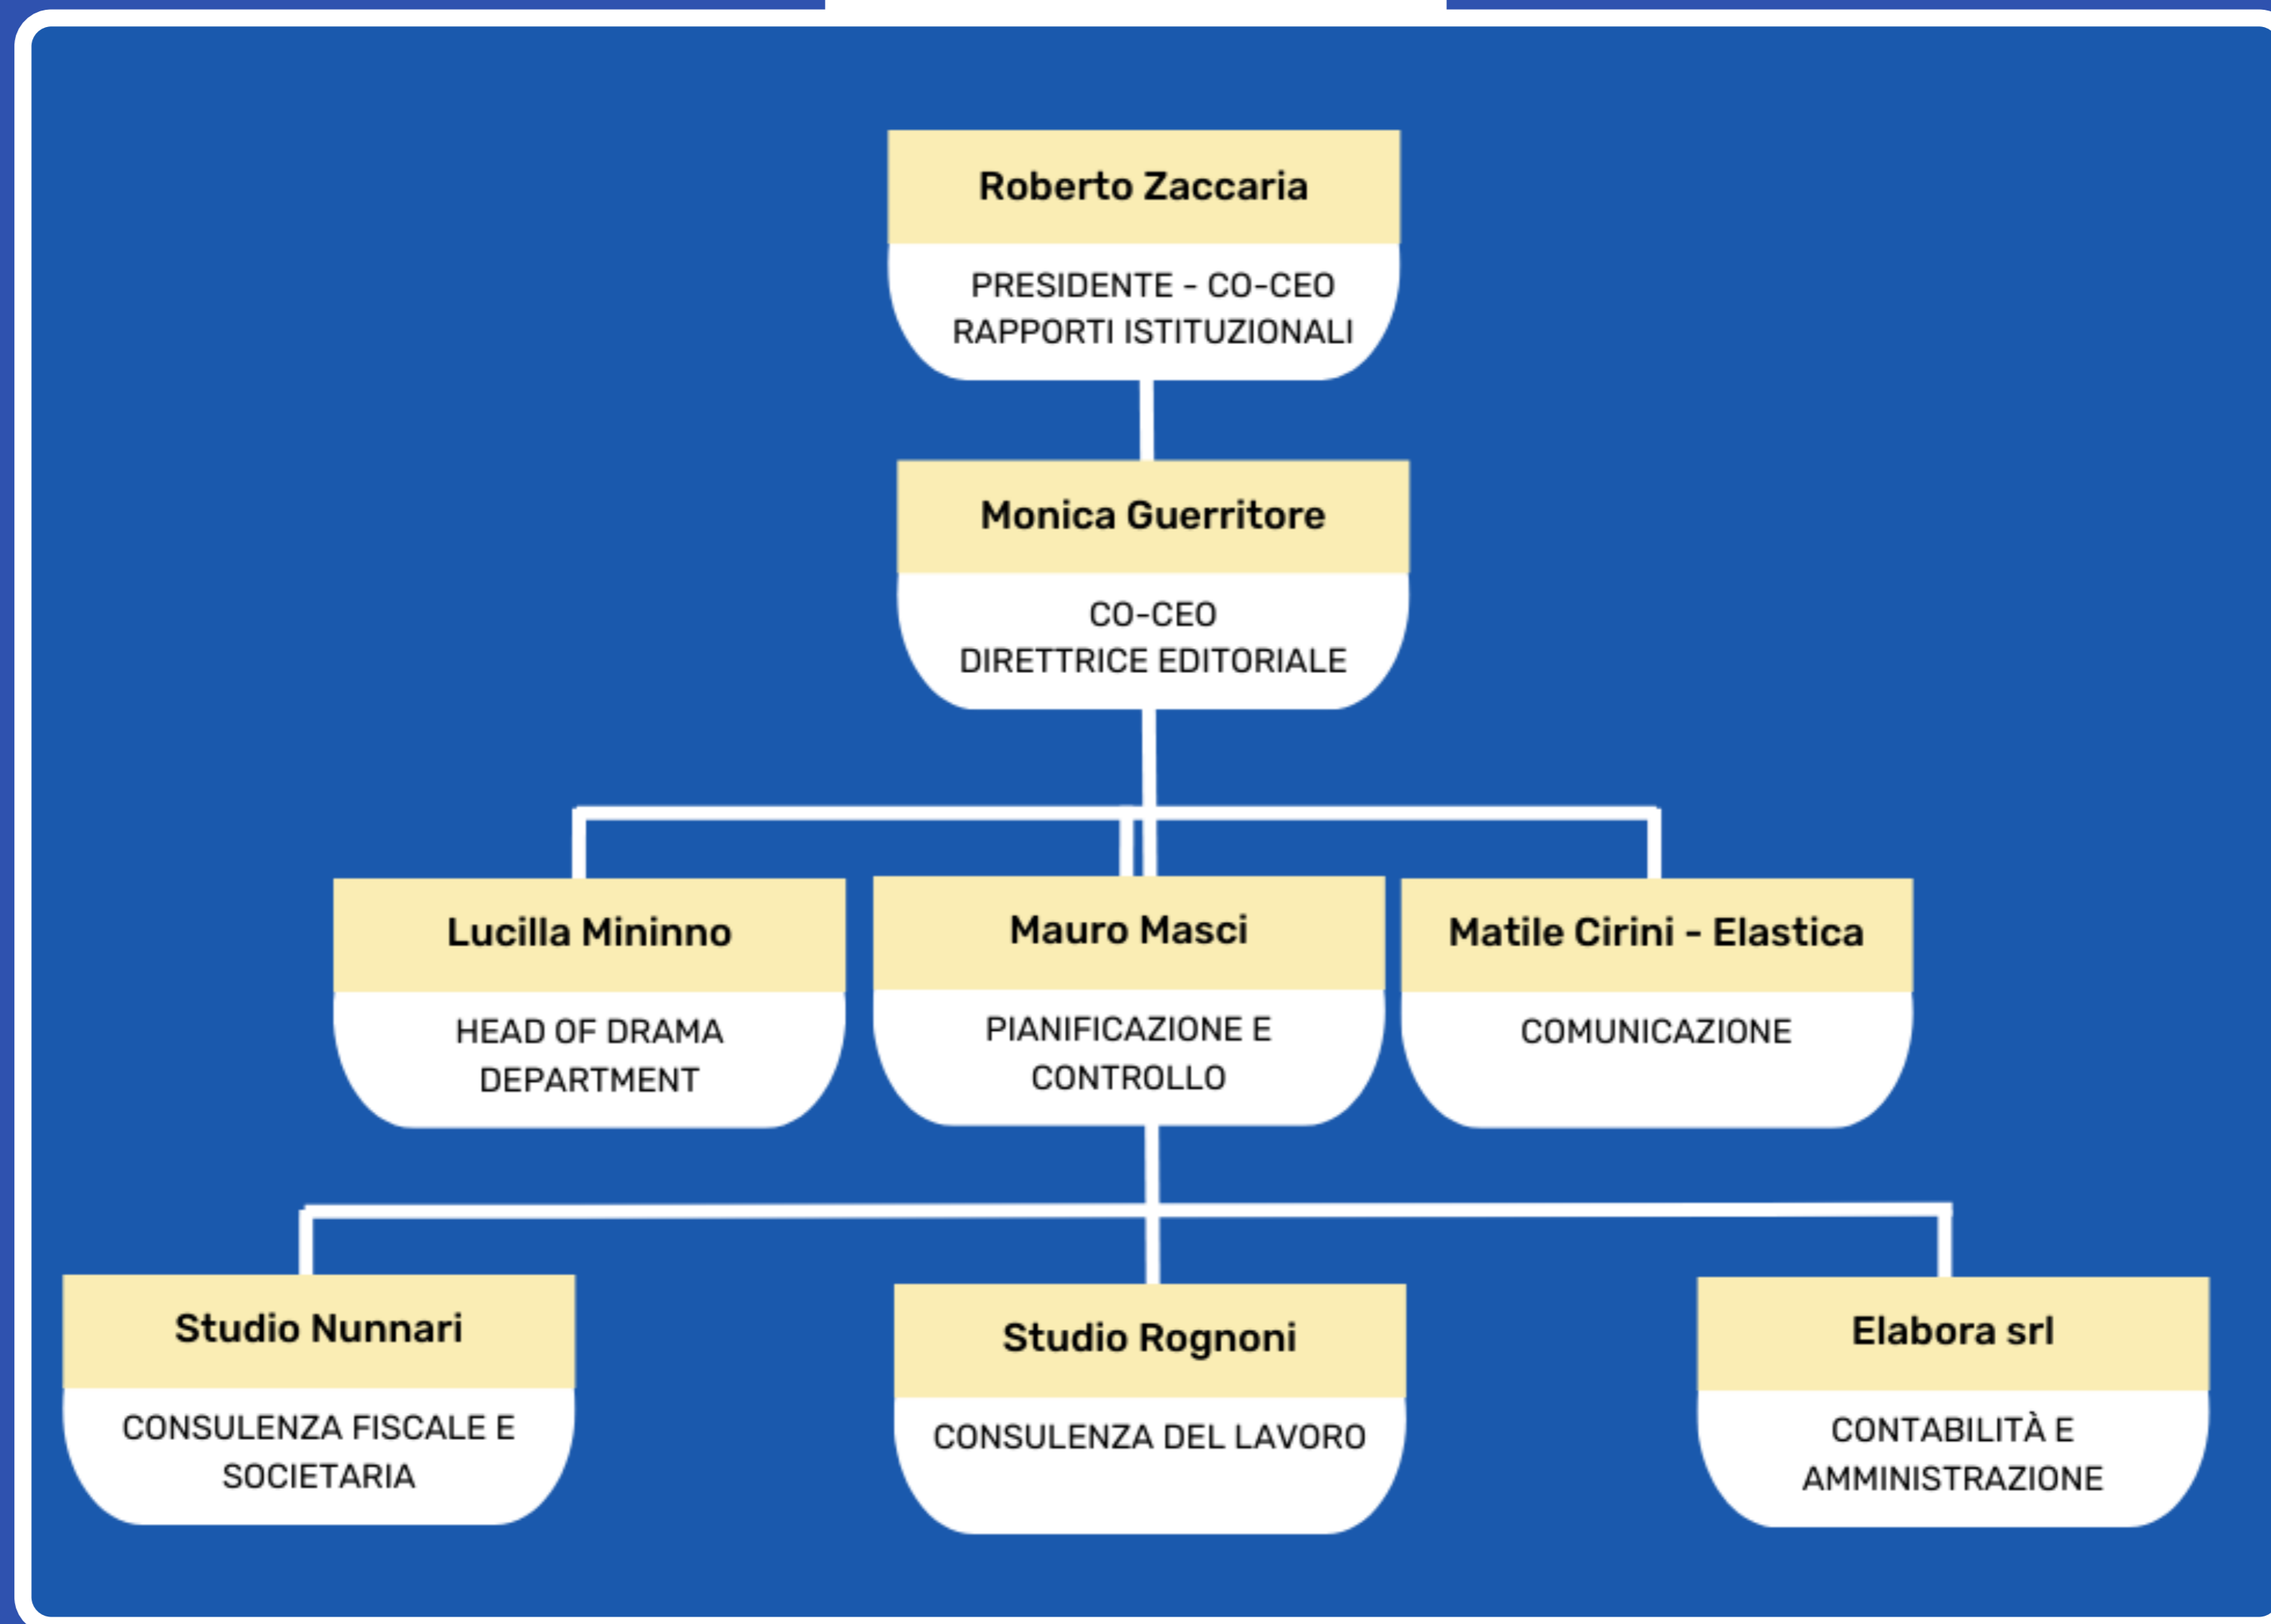 Roberto Zaccaria
PRESIDENTE - CO-CEO
RAPPORTI ISTITUZIONALI
Monica Guerritore
CO-CEO
DIRETTRICE EDITORIALE
Lucilla Mininno
HEAD OF DRAMA
DEPARTMENT
Mauro Masci
PIANIFICAZIONE E
CONTROLLO
Matile Cirini - Elastica
COMUNICAZIONE
Studio Nunnari
CONSULENZA FISCALE E
SOCIETARIA
Studio Rognoni
CONSULENZA DEL LAVORO
Elabora srl
CONTABILITÀ E
AMMINISTRAZIONE